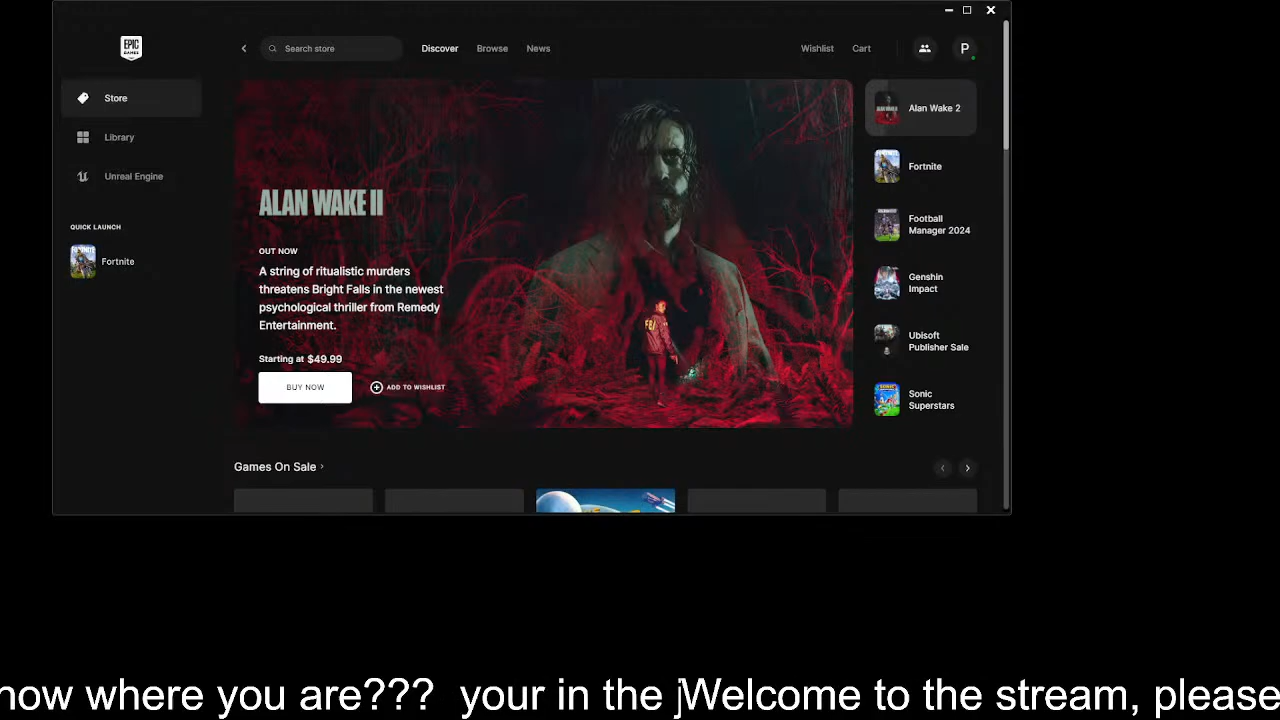 EPIC
GAMES
Search store
Discover
Browse
News
Wishlist
Cart
P
Store
Library
Unreal Engine
QUICK LAUNCH
Fortnite
ALAN WAKE II
OUT NOW
A string of ritualistic murders
threatens Bright Falls in the newest
psychological thriller from Remedy
Entertainment.
Starting at $49.99
BUY NOW
ADD TO WISHLIST
FBI
Alan Wake 2
Fortnite
Football
Manager 2024
Genshin
Impact
Ubisoft
Publisher Sale
Sonic
Superstars
Games On Sale
where you are??? your in the
Welcome to the stream, please